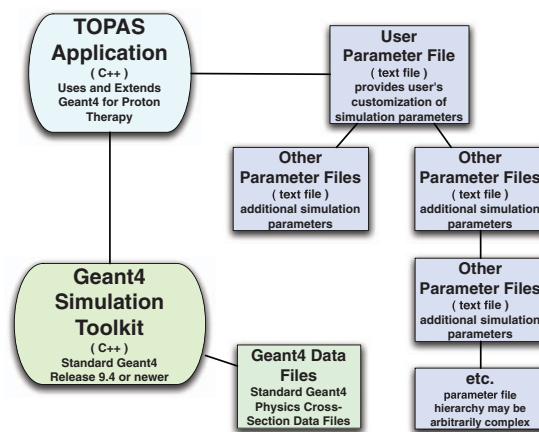 TOPAS
Application
( C++ )
Uses and Extends
Geant4 for Proton
Therapy
User
Parameter File
( text file )
provides user's
customization of
simulation parameters
Other
Parameter Files
( text file )
additional simulation
parameters
Other
Parameter Files
( text file )
additional simulation
parameters
Geant4
Simulation
Toolkit
( C++ )
Standard Geant4
Release 9.4 or newer
Other
Parameter Files
( text file )
additional simulation
parameters
Geant4 Data
Files
Standard Geant4
Physics Cross-
Section Data Files
etc.
parameter file
hierarchy may be
arbitrarily complex